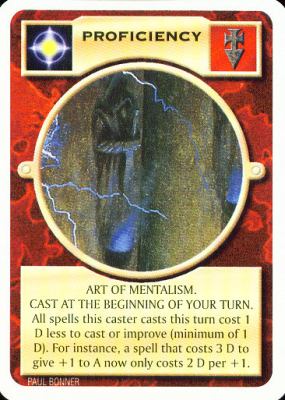 PROFICIENCY
ART OF MENTALISM.
CAST AT THE BEGINNING OF YOUR TURN.
All spells this caster casts this turn cost 1
D less to cast or improve (minimum of 1
D). For instance, a spell that costs 3 D to
give +1 to A now only costs 2 D per +1.
PAUL BONNER